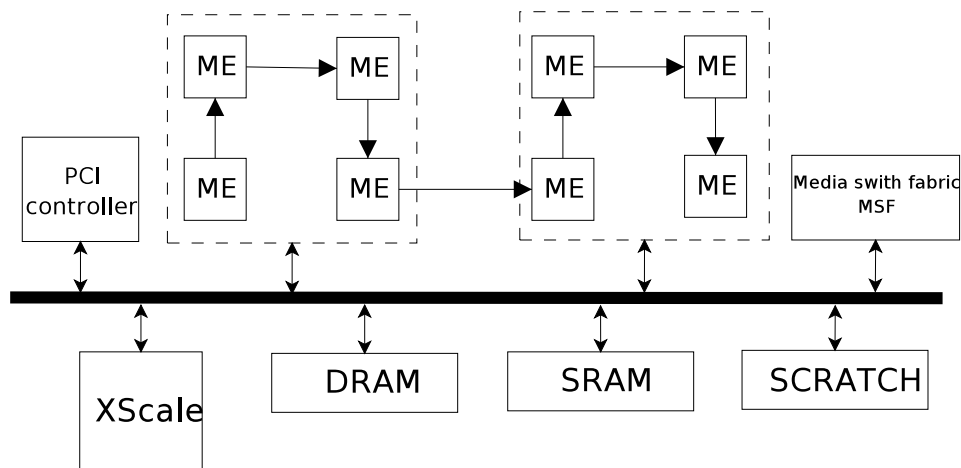 ME
ME
ME
ME
ME
ME
ME
ME
PCI
controller
Media swith fabric
MSF
XScale
DRAM
SRAM
SCRATCH